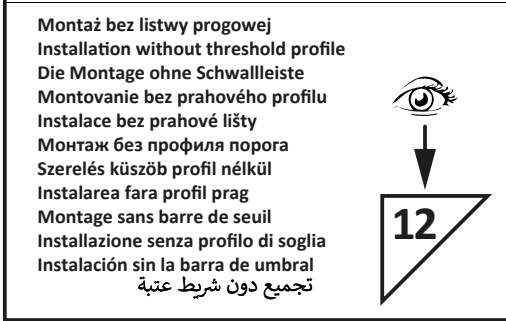 Montaż bez listwy progowej
Installation without threshold profile
Die Montage ohne Schwallleiste
Montovanie bez prahového profilu
Instalace bez prahové lišty
Монтаж без профиля порога
Szerelés küszöb profil nélkül
Instalarea fara profil prag
Montage sans barre de seuil
Installazione senza profilo di soglia
Instalación sin la barra de umbral
تجميع دون شريط عتبة
12